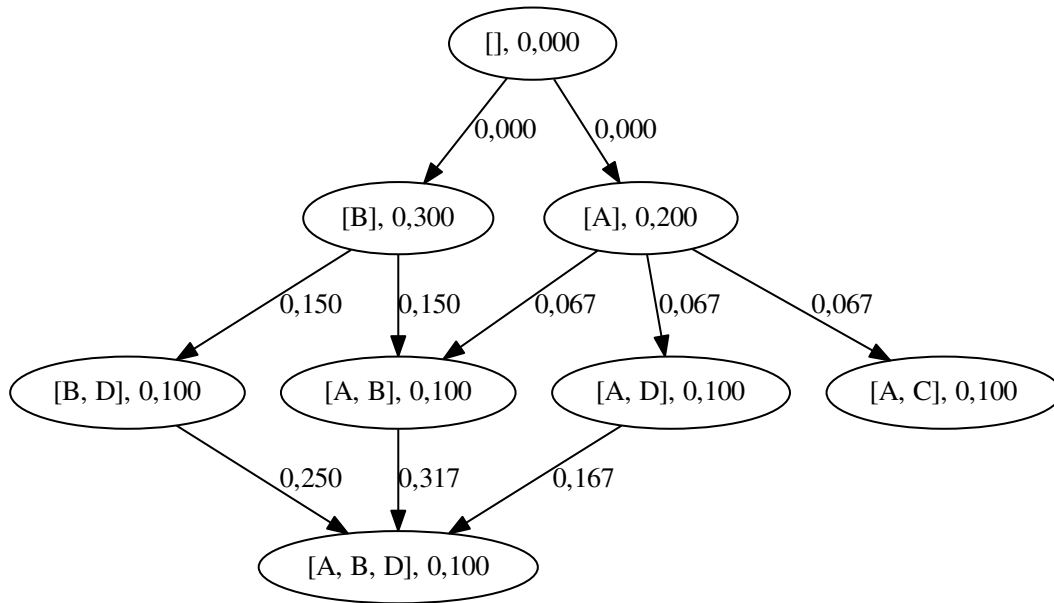 [], 0,000
0,000
0,000
[B], 0,300
[A], 0,200
0,150
0,150
0,067
0,067
0,067
[B, D], 0,100
[A, B], 0,100
[A, D], 0,100
[A, C], 0,100
0,250
0,317
0,167
[A, B, D], 0,100